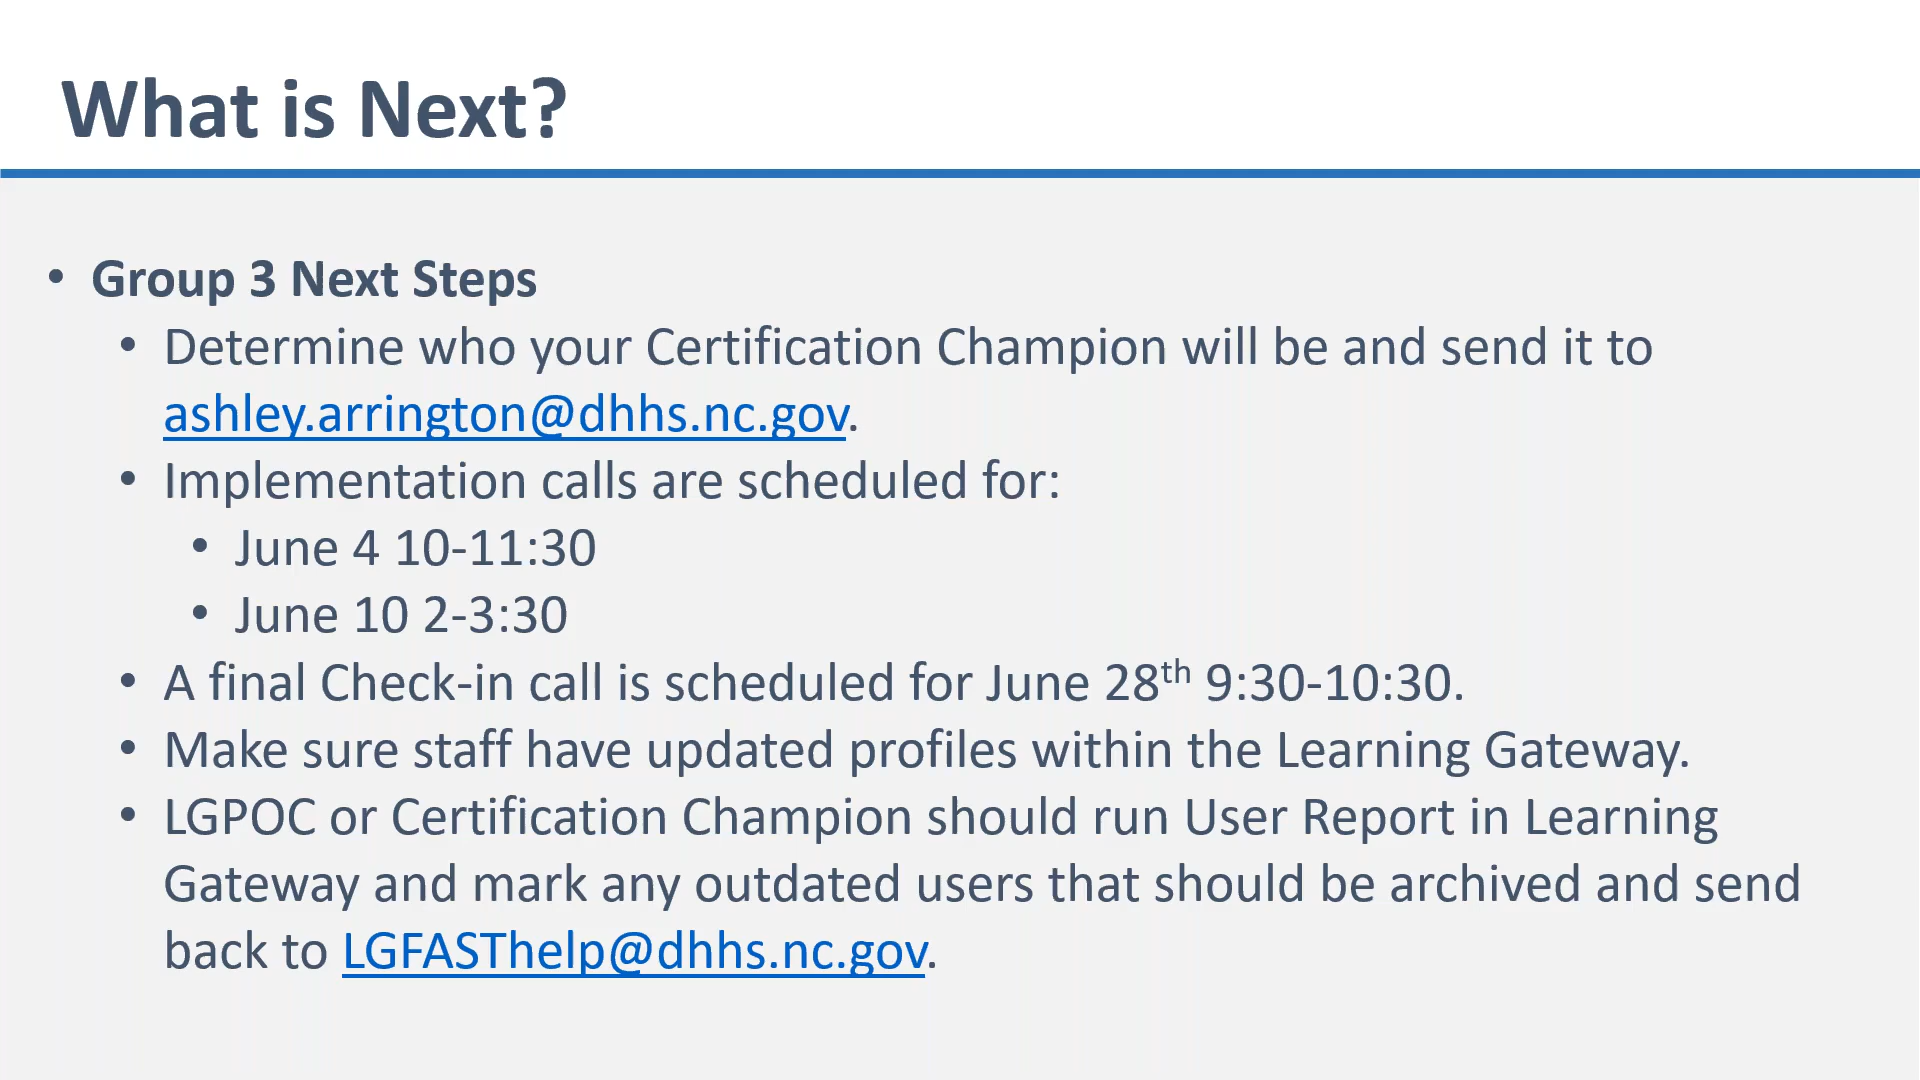 What is Next?
• Group 3 Next Steps
• Determine who your Certification Champion will be and send it to
ashley.arrington@dhhs.nc.gov.
• Implementation calls are scheduled for:
• June 4 10-11:30
• June 10 2-3:30
• A final Check-in call is scheduled for June 28th 9:30-10:30.
• Make sure staff have updated profiles within the Learning Gateway.
• LGPOC or Certification Champion should run User Report in Learning
Gateway and mark any outdated users that should be archived and send
back to LGFASThelp@dhhs.nc.gov.